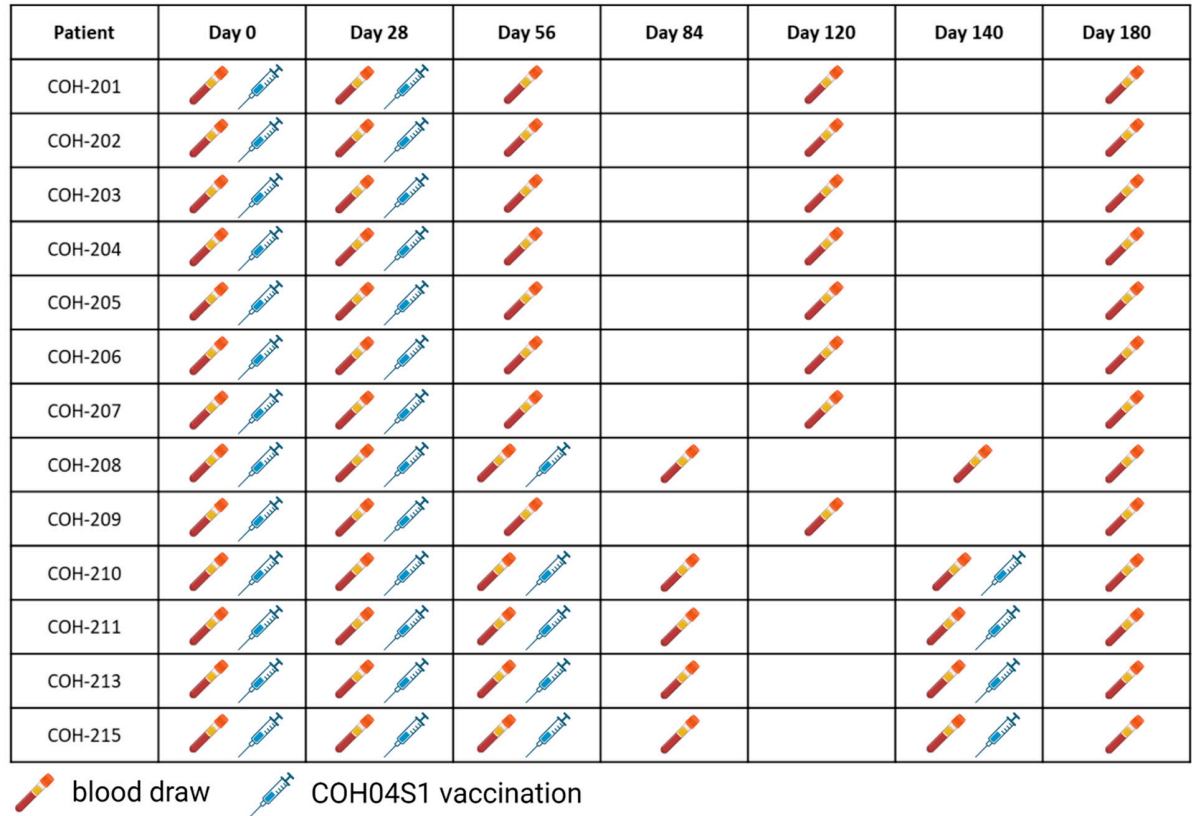 Patient Day 0 Day 28 Day 56 Day 84 Day 120 Day 140 Day 180
COH-201
COH-202
COH-203
COH-204
COH-205
COH-206
COH-207
COH-208
COH-209
COH-210
COH-211
COH-213
COH-215
blood draw COH04S1 vaccination